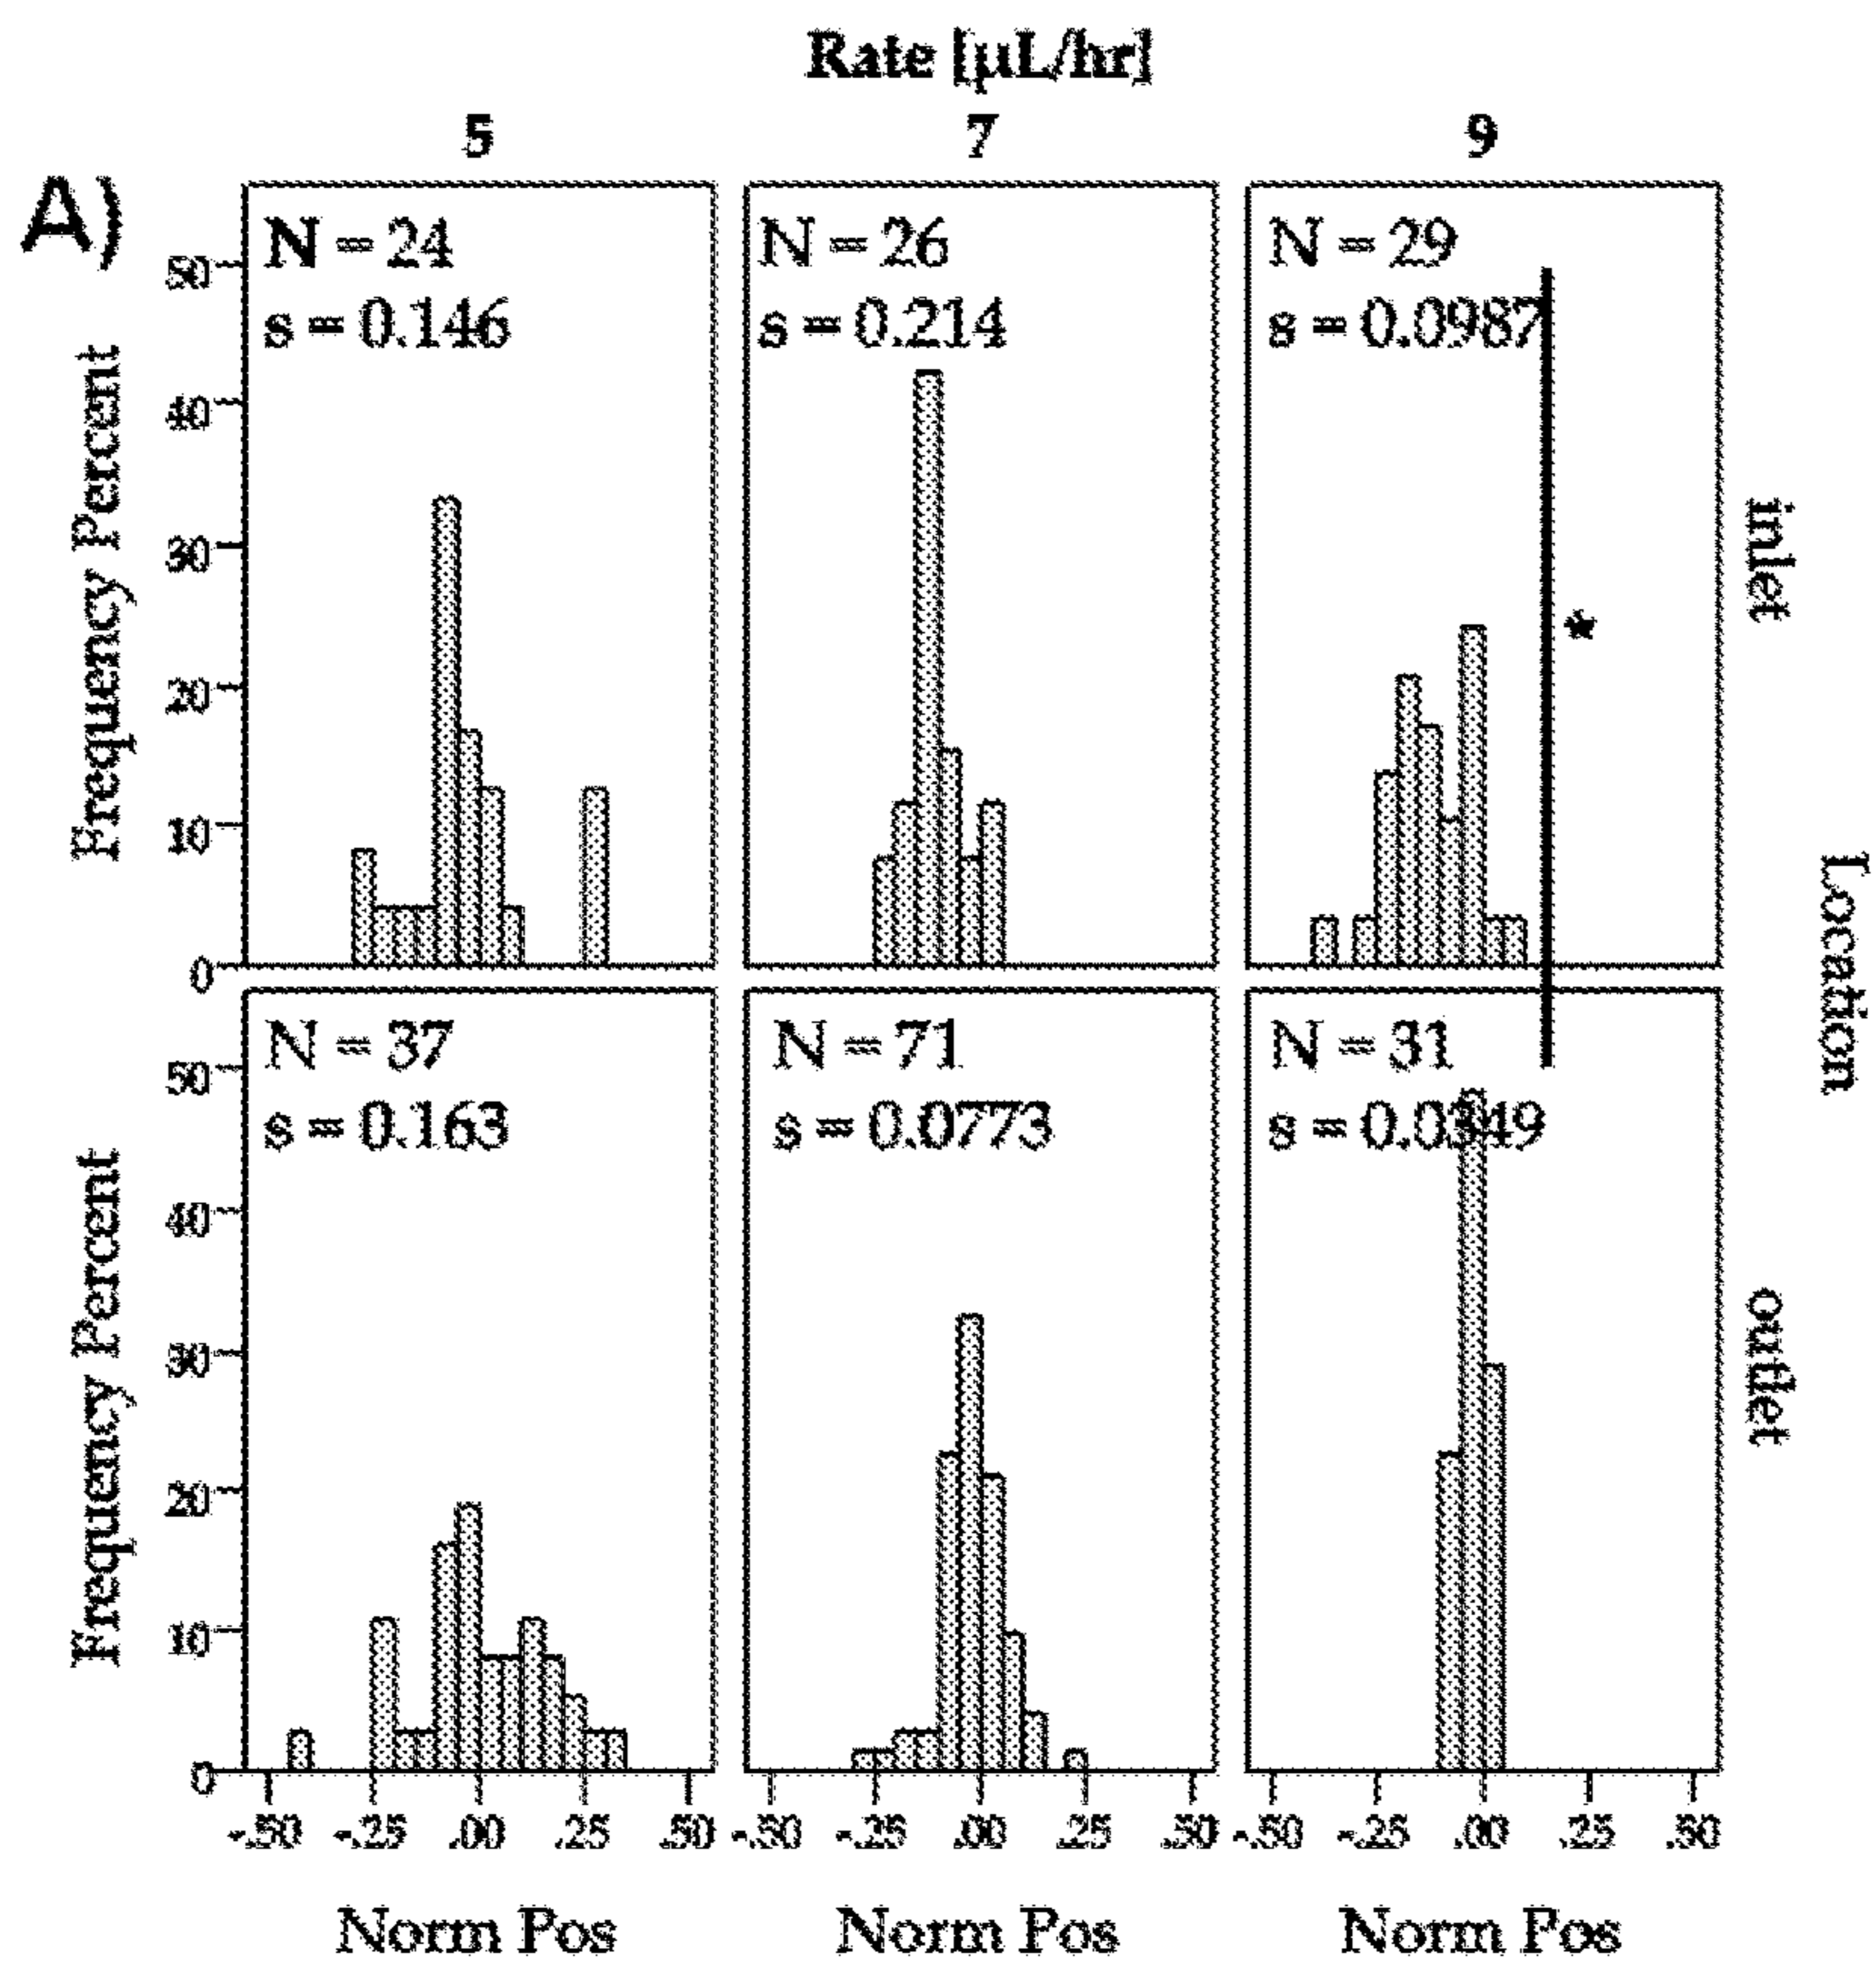 Rate [µL/hr]
5 7 9
A)
N = 24
s = 0.146
N = 26
s = 0.214
N = 29
s = 0.0987
*
50
40
30
20
10
0
Frequency Percent
inlet
Location
N = 37
s = 0.163
N = 71
s = 0.0773
N = 31
s = 0.0349
50
40
30
20
10
0
Frequency Percent
outlet
-.50 -.25 .00 .25 .50 -.50 -.25 .00 .25 .50 -.50 -.25 .00 .25 .50
Norm Pos Norm Pos Norm Pos